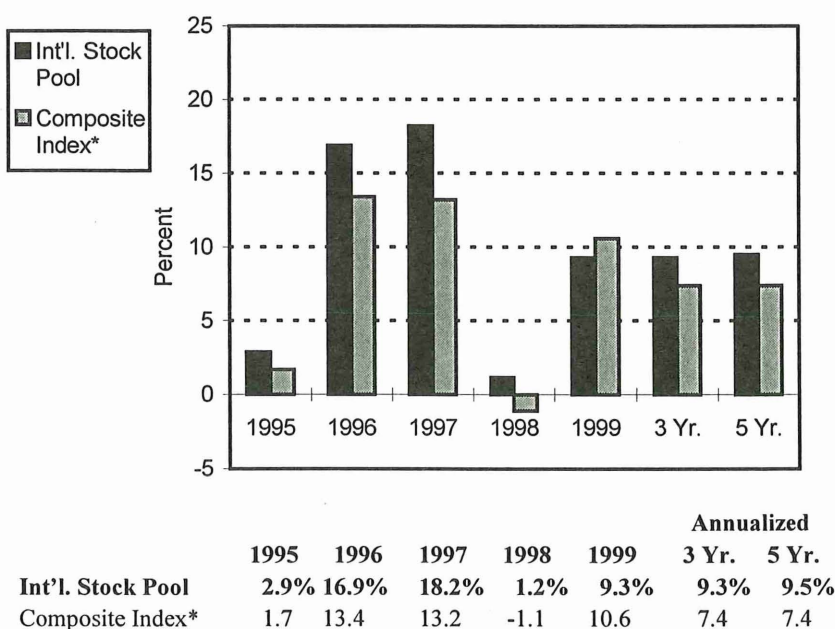 Int'l. Stock
Pool
Composite
Index*
25
20
15
10
5
0
-5
Percent
1995 1996 1997 1998 1999 3 Yr. 5 Yr.
Annualized
1995 1996 1997 1998 1999 3 Yr. 5 Yr.
Int'l. Stock Pool 2.9% 16.9% 18.2% 1.2% 9.3% 9.3% 9.5%
Composite Index* 1.7 13.4 13.2 -1.1 10.6 7.4 7.4